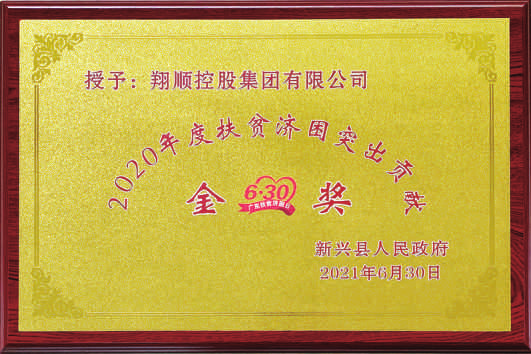 授予：翔顺控股集团有限公司
2020年度扶贫济困突出贡献
金 6·30 奖
广东扶贫济困日
新兴县人民政府
2021年6月30日